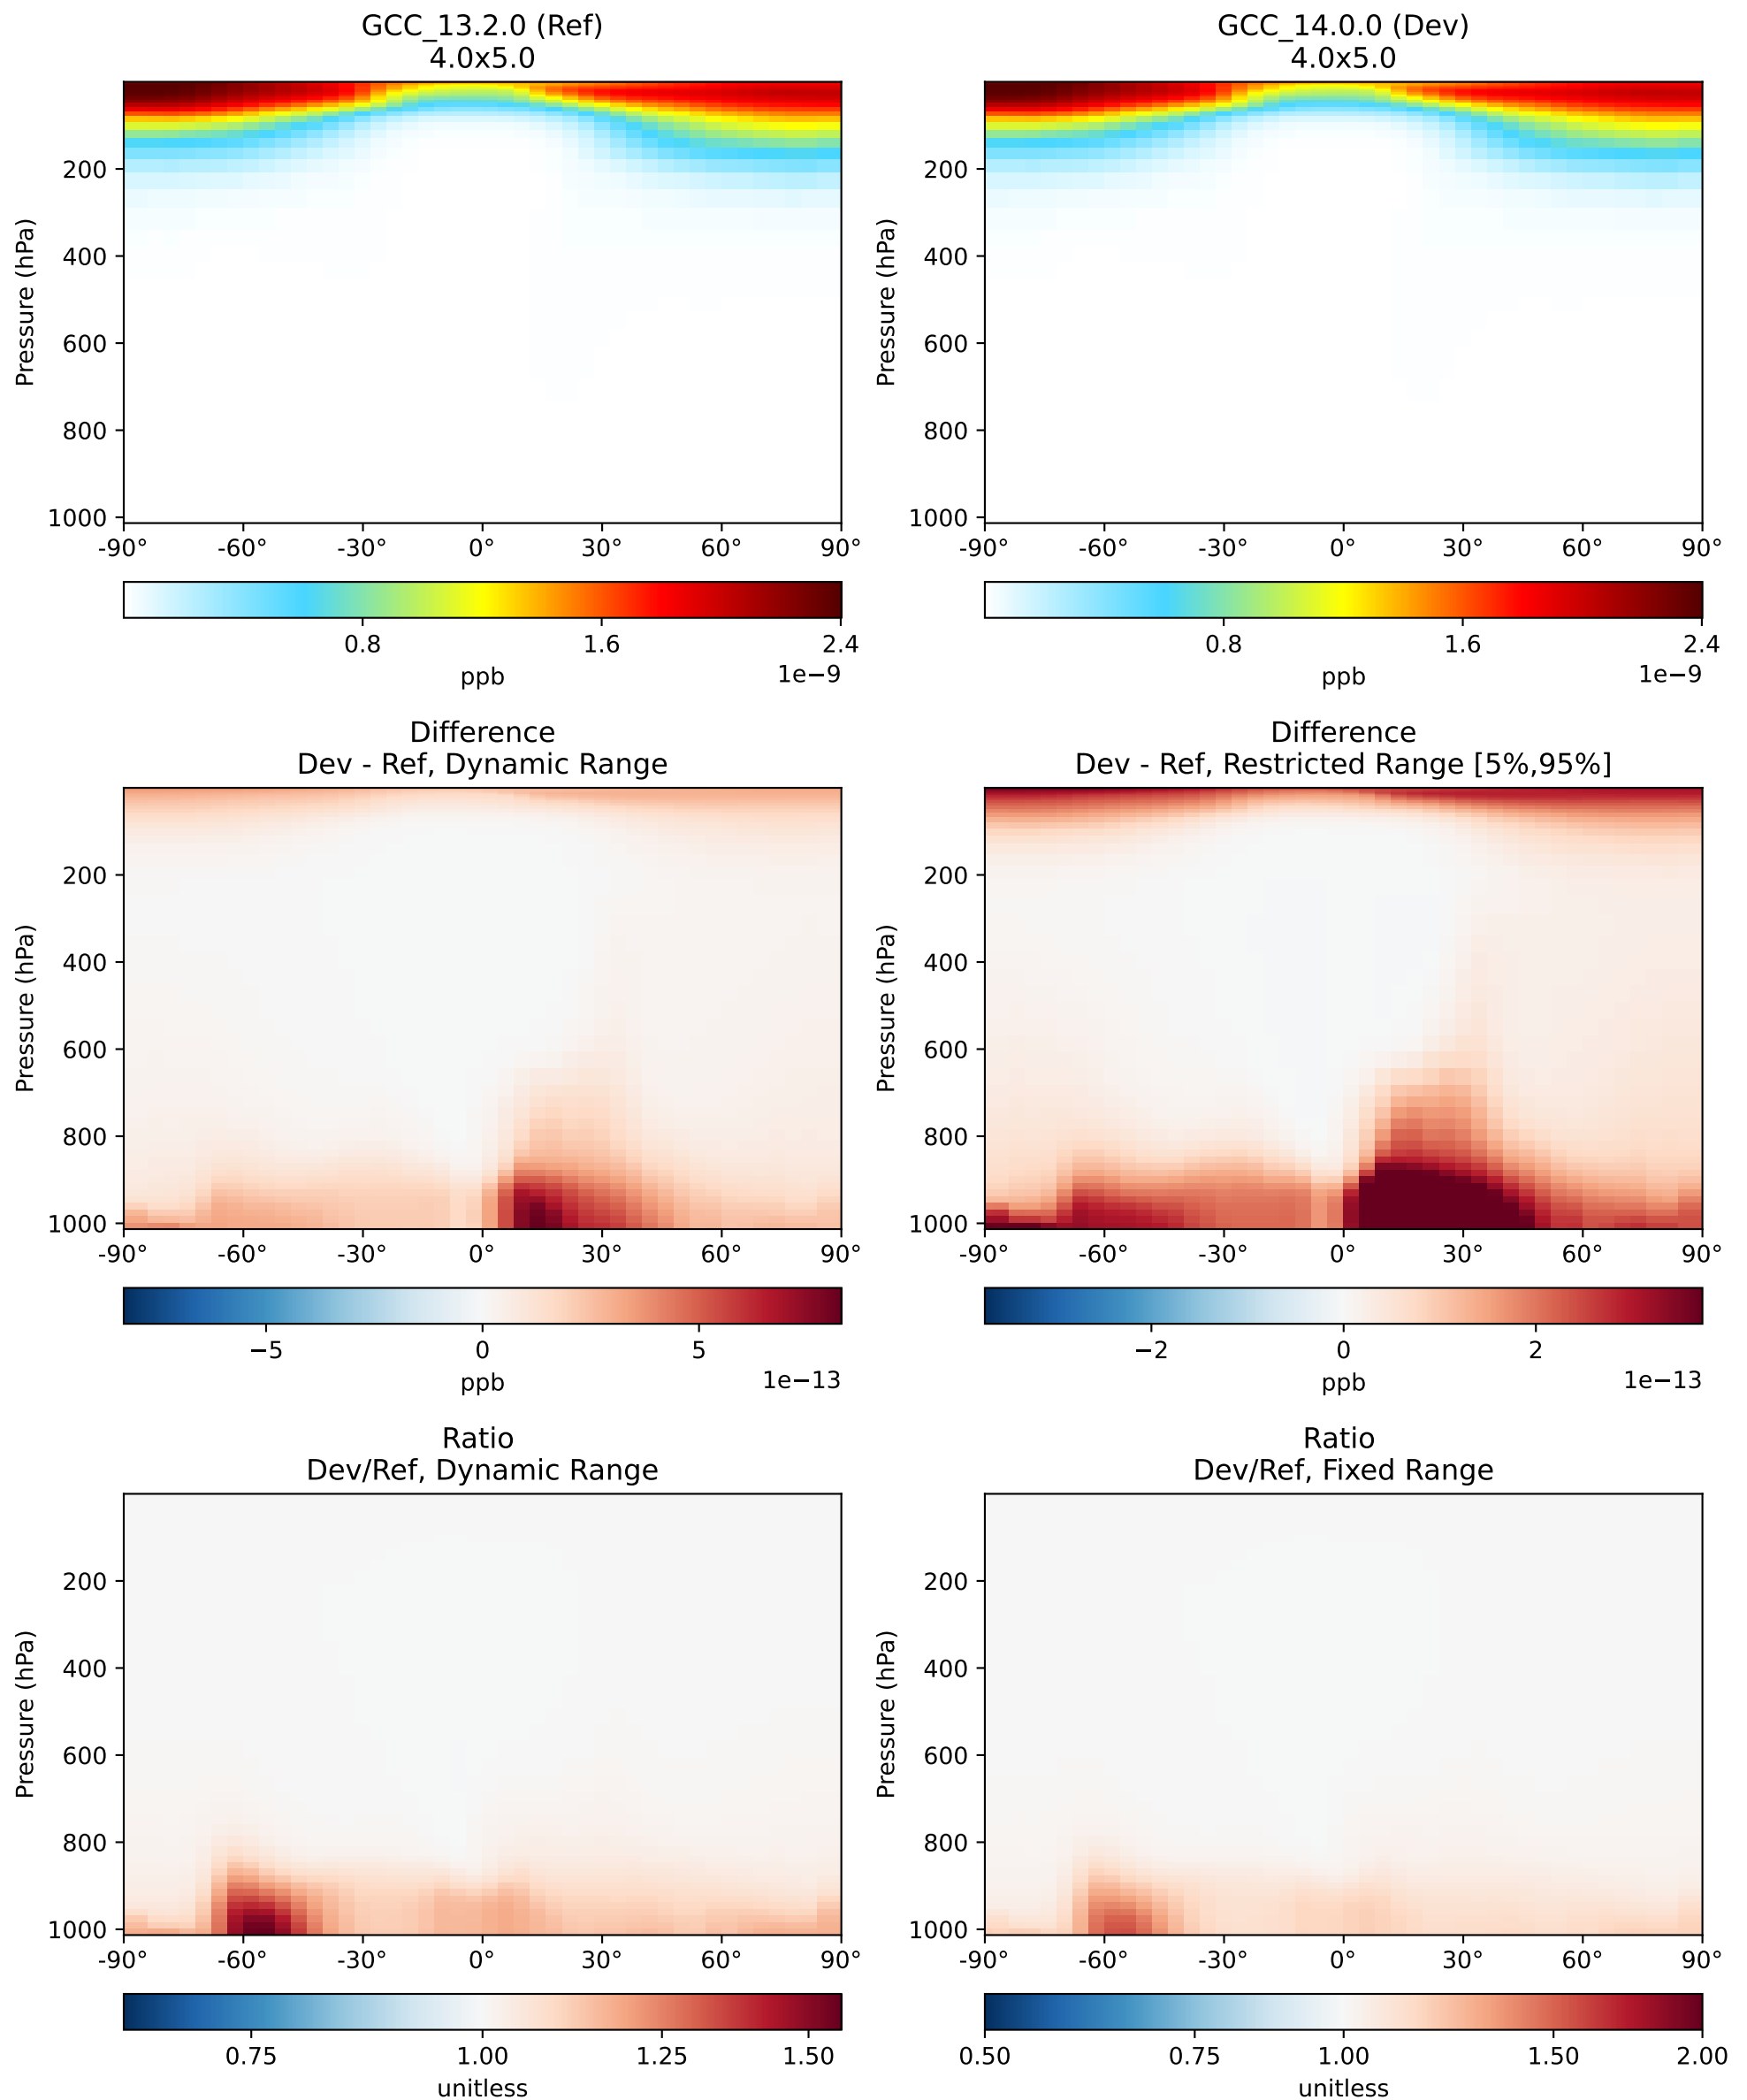 GCC_13.2.0 (Ref)
4.0x5.0
Pressure (hPa)
200
400
600
800
1000
-90° -60° -30° 0° 30° 60° 90°
0.8 1.6 2.4
ppb
1e−9
GCC_14.0.0 (Dev)
4.0x5.0
Pressure (hPa)
200
400
600
800
1000
-90° -60° -30° 0° 30° 60° 90°
0.8 1.6 2.4
ppb
1e−9
Difference
Dev - Ref, Dynamic Range
Pressure (hPa)
200
400
600
800
1000
-90° -60° -30° 0° 30° 60° 90°
−5 0 5
ppb
1e−13
Difference
Dev - Ref, Restricted Range [5%,95%]
Pressure (hPa)
200
400
600
800
1000
-90° -60° -30° 0° 30° 60° 90°
−2 0 2
ppb
1e−13
Ratio
Dev/Ref, Dynamic Range
Pressure (hPa)
200
400
600
800
1000
-90° -60° -30° 0° 30° 60° 90°
0.75 1.00 1.25 1.50
unitless
Ratio
Dev/Ref, Fixed Range
Pressure (hPa)
200
400
600
800
1000
-90° -60° -30° 0° 30° 60° 90°
0.50 0.75 1.00 1.50 2.00
unitless